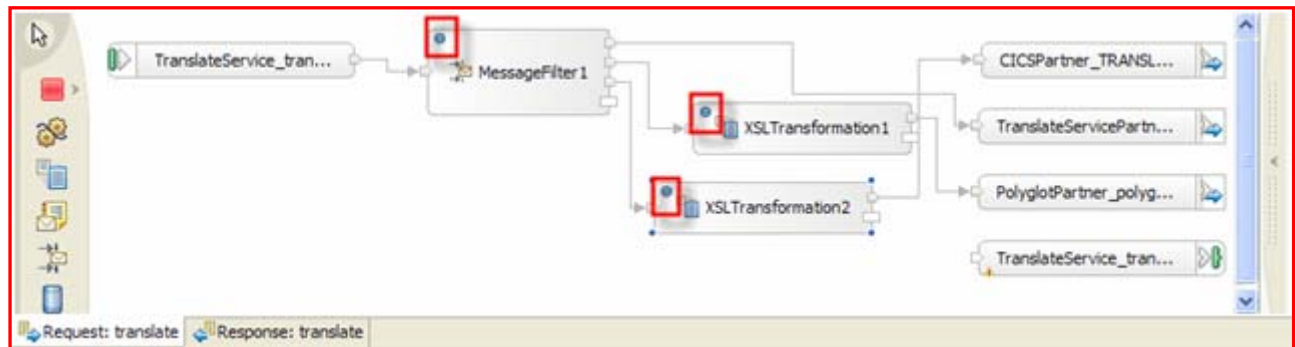 TranslateService_tran...
MessageFilter1
CICSPartner_TRANSL...
XSLTransformation1
TranslateServicePartn...
XSLTransformation2
PolyglotPartner_polyg...
TranslateService_tran...
Request: translate
Response: translate